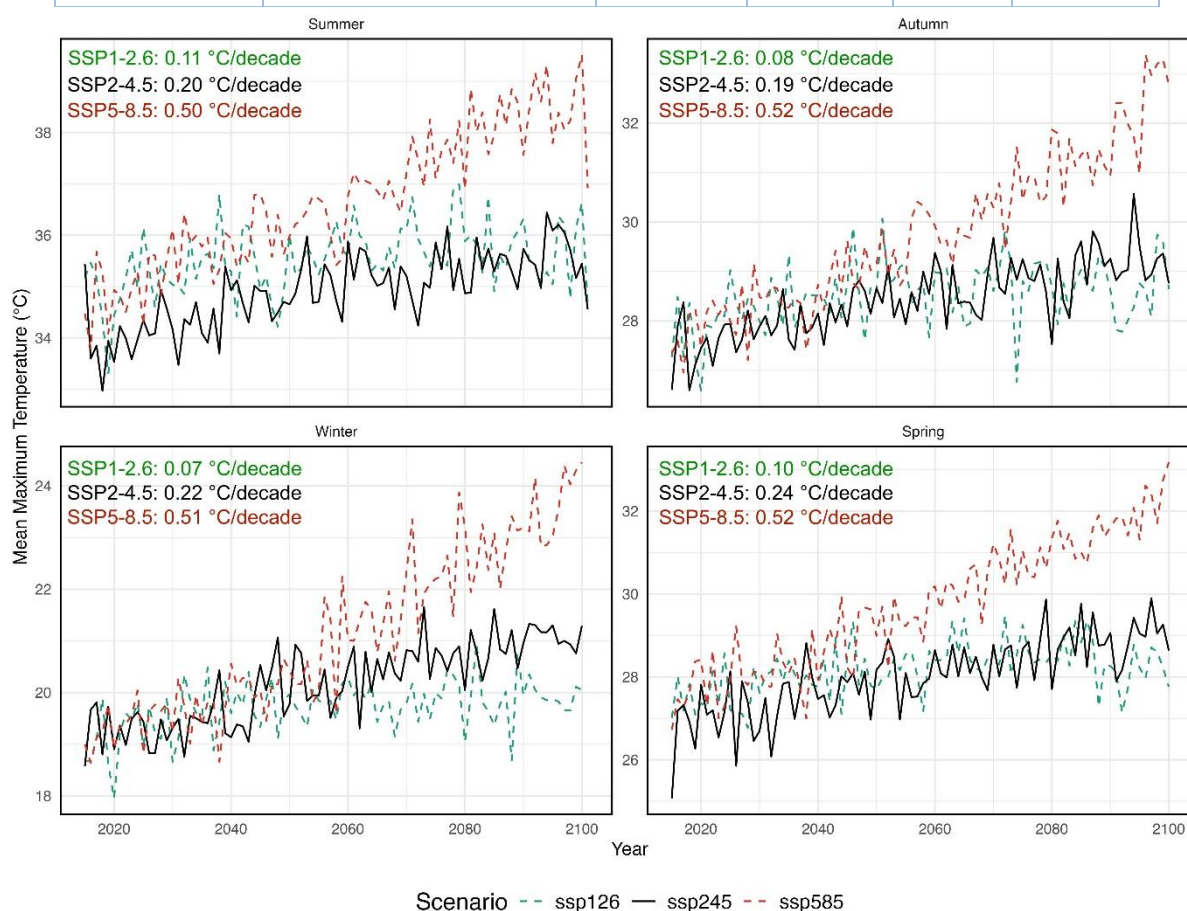 Summer
SSP1-2.6: 0.11 °C/decade
SSP2-4.5: 0.20 °C/decade
SSP5-8.5: 0.50 °C/decade
38
36
34
Autumn
SSP1-2.6: 0.08 °C/decade
SSP2-4.5: 0.19 °C/decade
SSP5-8.5: 0.52 °C/decade
32
30
28
Mean Maximum Temperature (°C)
Winter
SSP1-2.6: 0.07 °C/decade
SSP2-4.5: 0.22 °C/decade
SSP5-8.5: 0.51 °C/decade
24
22
20
18
2020 2040 2060 2080 2100
Spring
SSP1-2.6: 0.10 °C/decade
SSP2-4.5: 0.24 °C/decade
SSP5-8.5: 0.52 °C/decade
32
30
28
26
2020 2040 2060 2080 2100
Year
Scenario ssp126 ssp245 ssp585